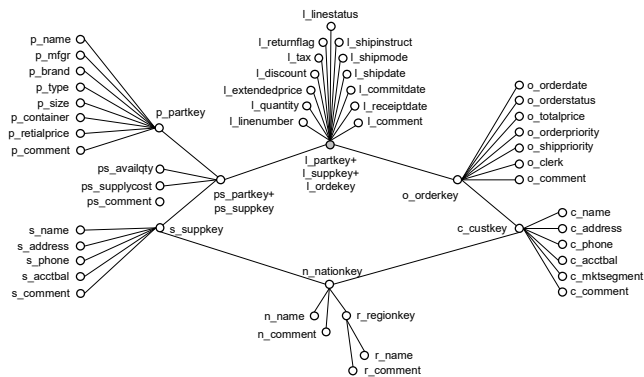 l_linestatus
p_name
p_mfgr
p_brand
p_type
p_size
p_container
p_retialprice
p_comment
p_partkey
l_returnflag
l_tax
l_discount
l_extendedprice
l_quantity
l_linenumber
l_shipinstruct
l_shipmode
l_shipdate
l_commitdate
l_receiptdate
l_comment
l_partkey+
l_suppkey+
l_ordekey
o_orderdate
o_orderstatus
o_totalprice
o_orderpriority
o_shippriority
o_clerk
o_comment
o_orderkey
ps_availqty
ps_supplycost
ps_comment
ps_partkey+
ps_suppkey
s_name
s_address
s_phone
s_acctbal
s_comment
s_suppkey
c_custkey
c_name
c_address
c_phone
c_acctbal
c_mktsegment
c_comment
n_nationkey
n_name
n_comment
r_regionkey
r_name
r_comment